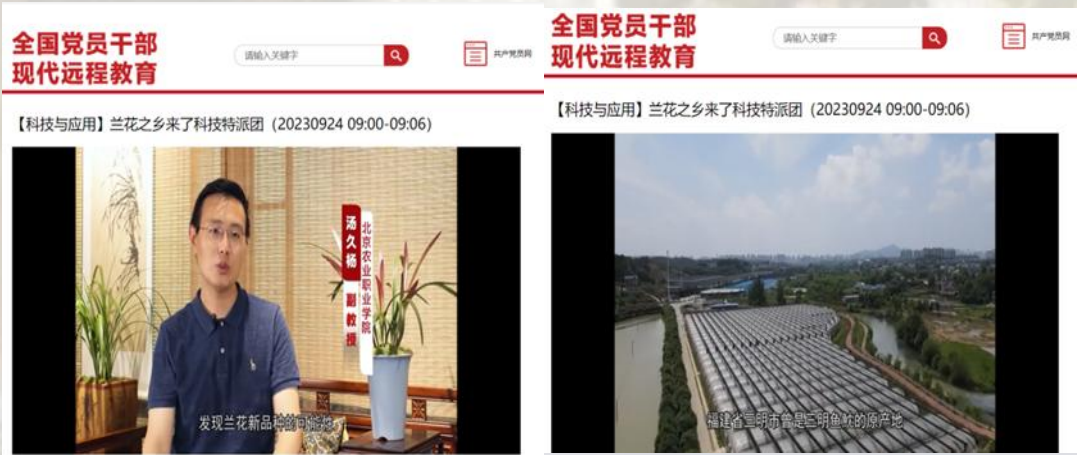 全国党员干部
现代远程教育
请输入关键字
共产党员网
【科技与应用】兰花之乡来了科技特派团（20230924 09:00-09:06）
汤久杨 副教授
北京农业职业学院
发现兰花新品种的可能性
全国党员干部
现代远程教育
请输入关键字
共产党员网
【科技与应用】兰花之乡来了科技特派团（20230924 09:00-09:06）
福建省三明市曾是三明鱼魫的原产地